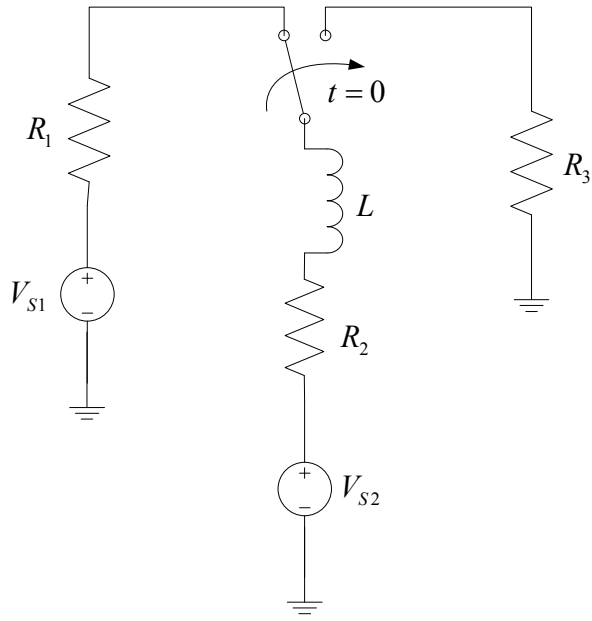 t = 0
R1
L
R3
VS1
+
−
R2
VS2
+
−